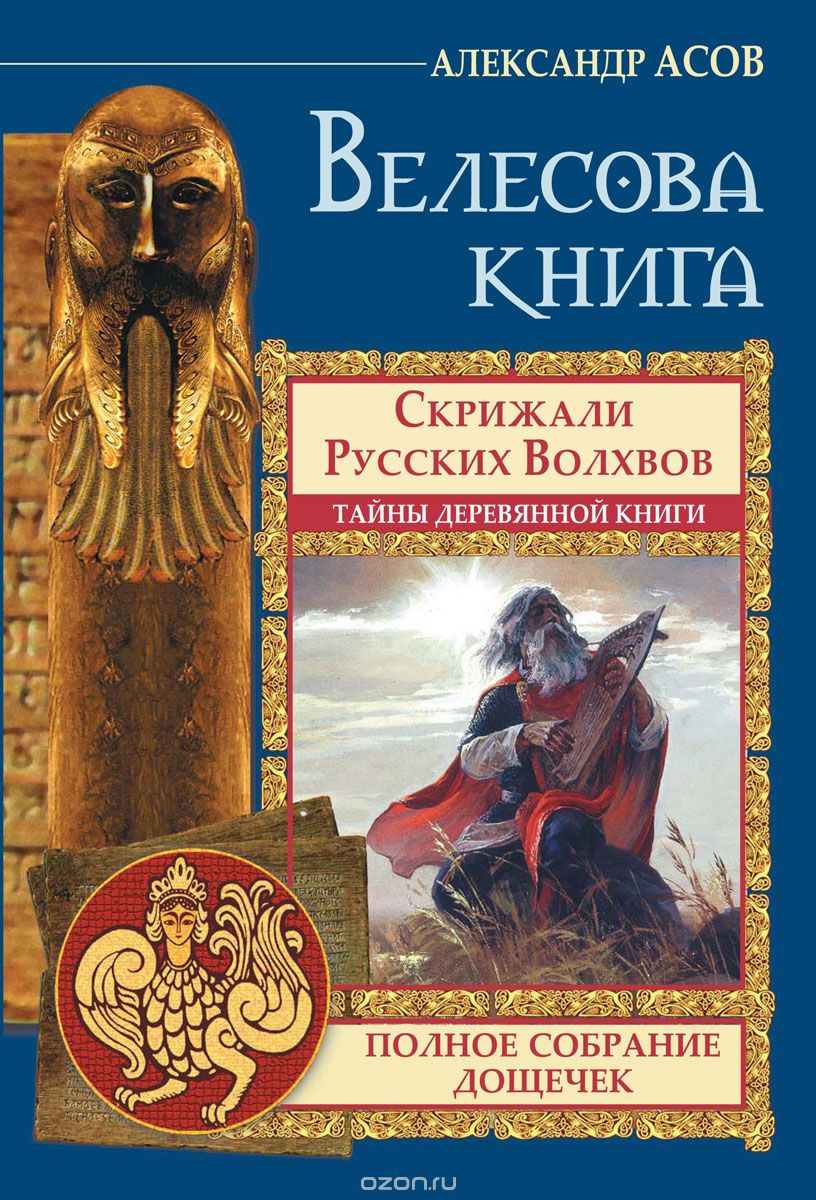 АЛЕКСАНДР АСОВ
ВЕЛЕСОВА
КНИГА
СКРИЖАЛИ
РУССКИХ ВОЛХВОВ
ТАЙНЫ ДЕРЕВЯННОЙ КНИГИ
ПОЛНОЕ СОБРАНИЕ
ДОЩЕЧЕК
ozon.ru